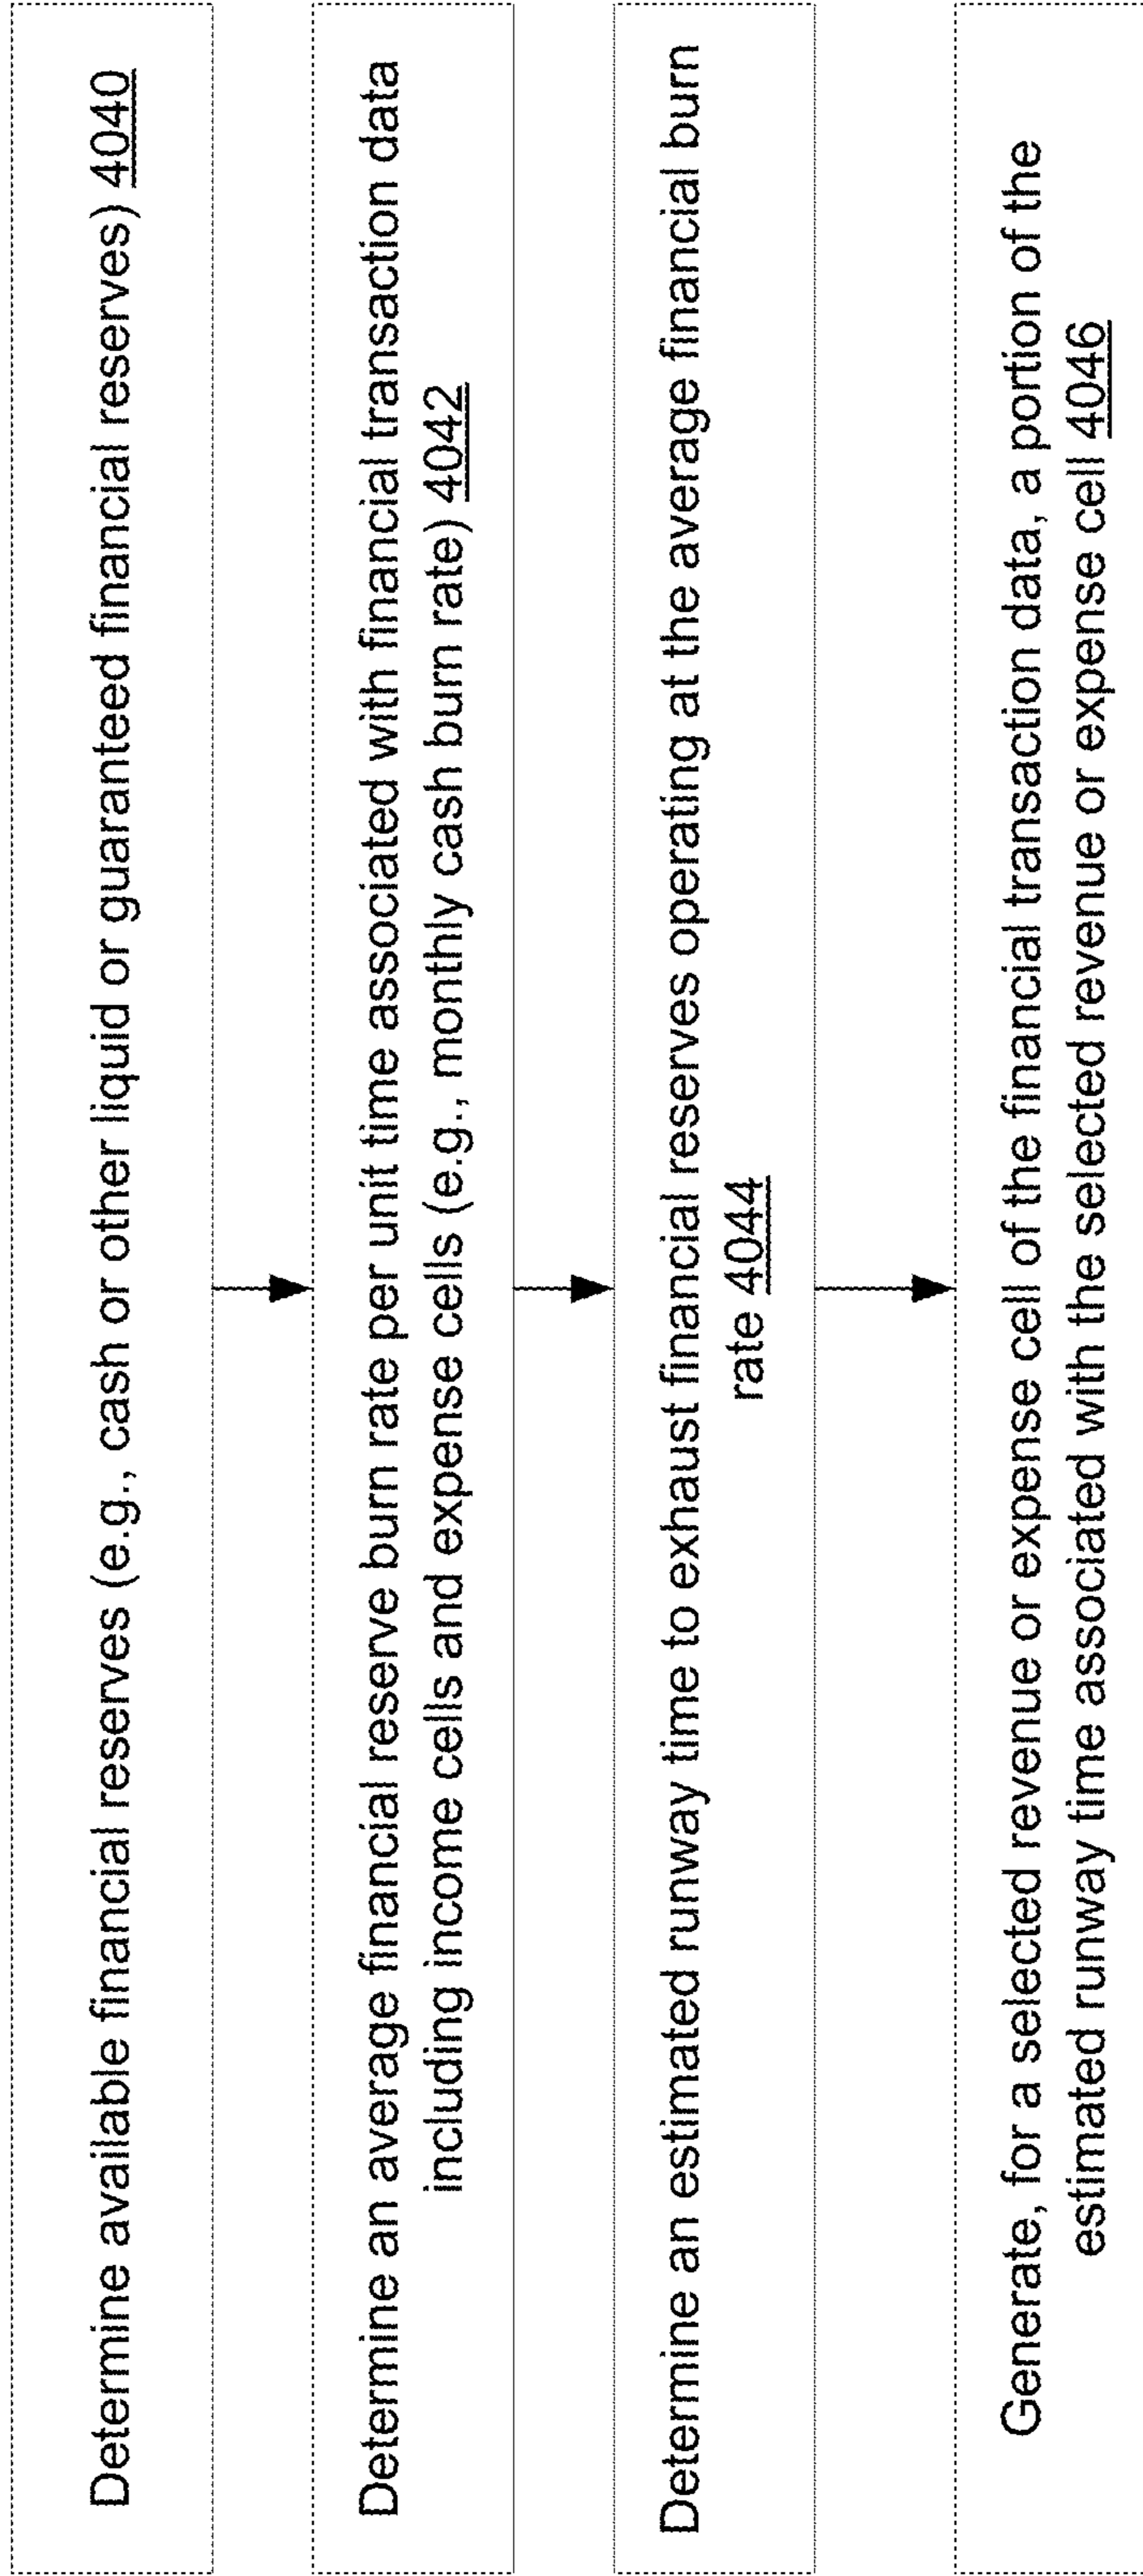 Determine available financial reserves (e.g., cash or other liquid or guaranteed financial reserves) 4040
Determine an average financial reserve burn rate per unit time associated with financial transaction data
including income cells and expense cells (e.g., monthly cash burn rate) 4042
Determine an estimated runway time to exhaust financial reserves operating at the average financial burn
rate 4044
Generate, for a selected revenue or expense cell of the financial transaction data, a portion of the
estimated runway time associated with the selected revenue or expense cell 4046